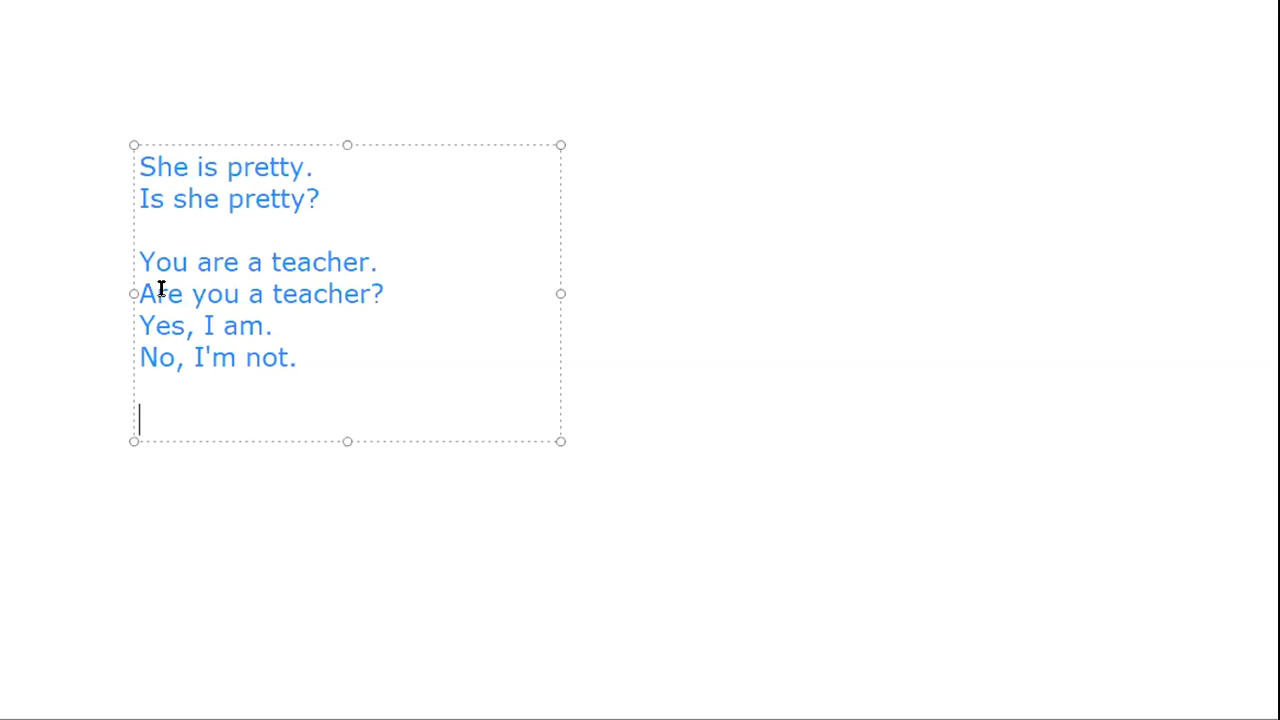 She is pretty.
Is she pretty?
You are a teacher.
Are you a teacher?
Yes, I am.
No, I'm not.